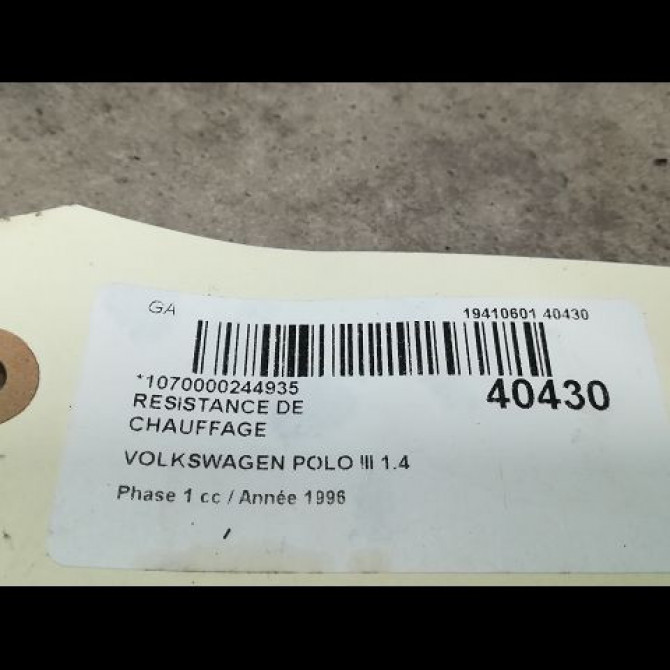 GA
19410601 40430
*1070000244935
40430
RESISTANCE DE
CHAUFFAGE
VOLKSWAGEN POLO III 1.4
Phase 1 cc / Année 1996